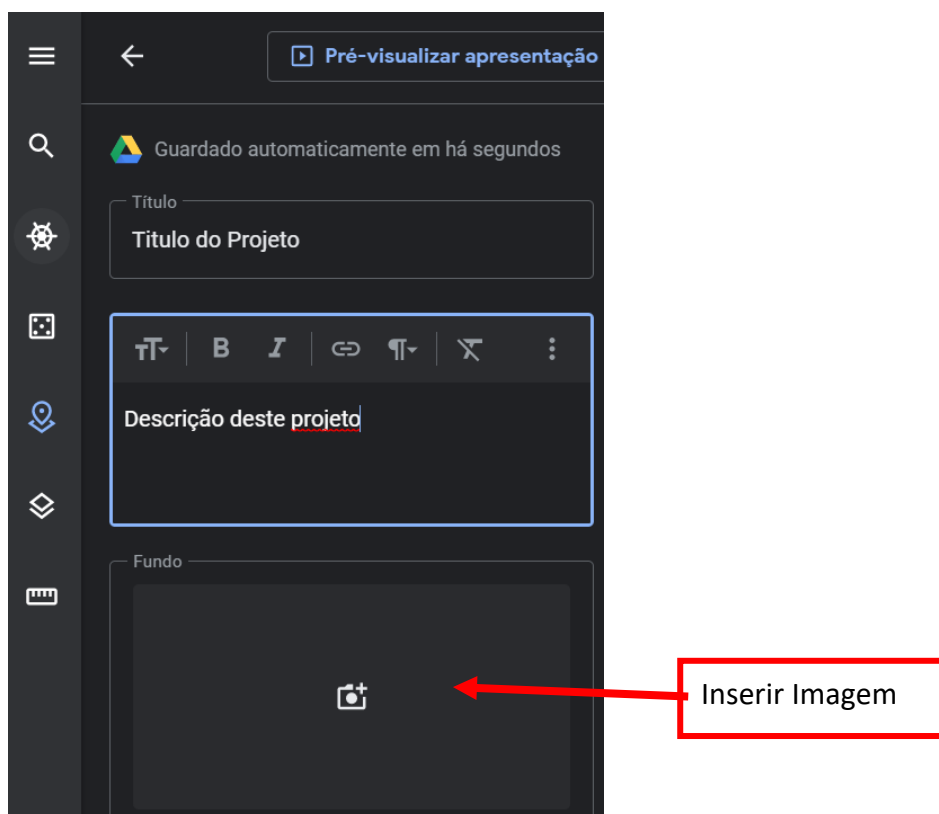 Pré-visualizar apresentação
Guardado automaticamente em há segundos
Título
Titulo do Projeto
B I
Descrição deste projeto
Fundo
Inserir Imagem